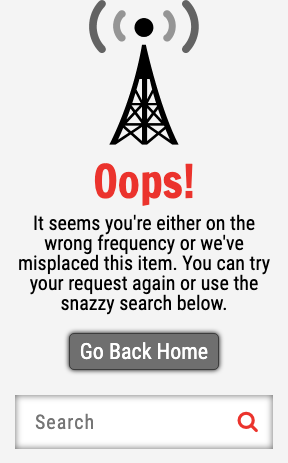 Oops!
It seems you're either on the
wrong frequency or we've
misplaced this item. You can try
your request again or use the
snazzy search below.
Go Back Home
Search